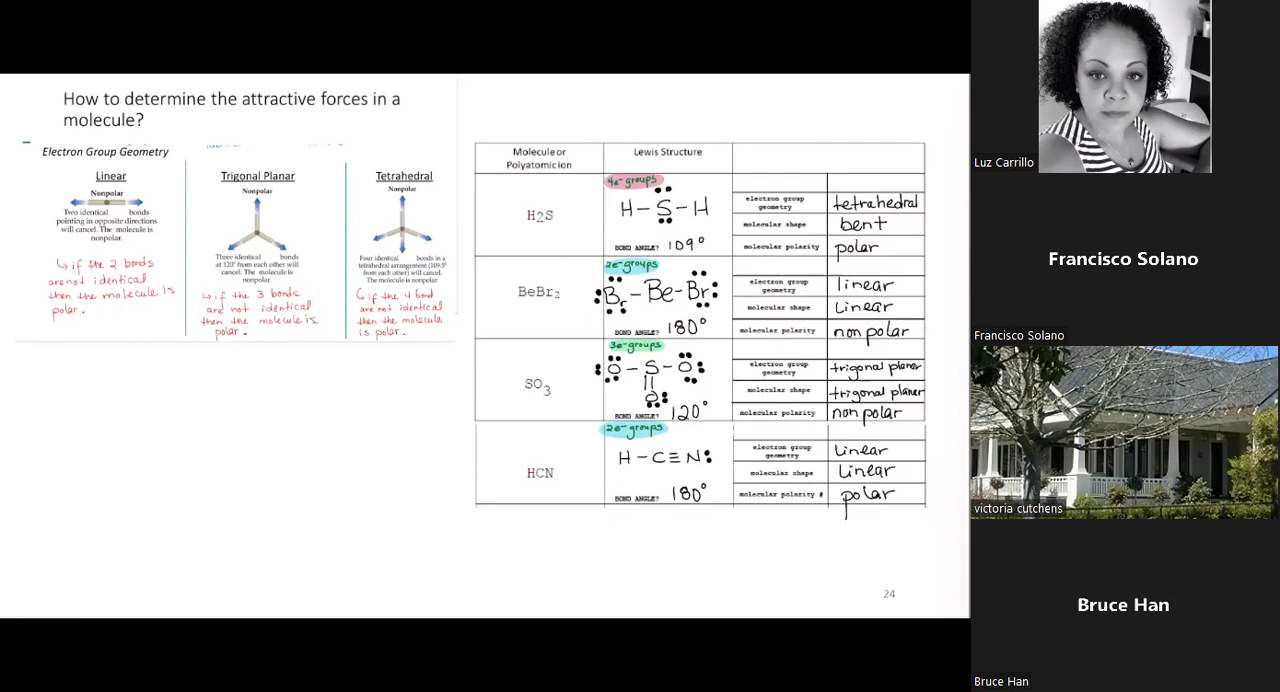 How to determine the attractive forces in a
molecule?
Electron Group Geometry
Linear
Nonpolar
Two identical bonds
pointing in opposite directions
will cancel. The molecule is
nonpolar.
↳ if the 2 bonds
are not identical
then the molecule is
polar.
Trigonal Planar
Nonpolar
Three identical bonds
at 120° from each other will
cancel. The molecule is
nonpolar.
↳ if the 3 bonds
are not identical
then the molecule is
polar.
Tetrahedral
Nonpolar
Four identical bonds in a
tetrahedral arrangement (109.5°
from each other) will cancel.
The molecule is nonpolar.
↳ if the 4 bond
are not identical
then the molecule
is polar.
Molecule or
Polyatomic ion
Lewis Structure
H2S
4e⁻ groups
H-S-H
BOND ANGLE? 109°
electron group
geometry
tetrahedral
molecular shape
bent
molecular polarity
polar
BeBr₂
2e⁻ groups
Br-Be-Br
BOND ANGLE? 180°
electron group
geometry
linear
molecular shape
Linear
molecular polarity
nonpolar
SO₃
3e⁻ groups
O-S-O
||
O
BOND ANGLE? 120°
electron group
geometry
trigonal planar
molecular shape
trigonal planar
molecular polarity
nonpolar
HCN
2e⁻ groups
H-C≡N
BOND ANGLE? 180°
electron group
geometry
Linear
molecular shape
Linear
molecular polarity #
polar
24
Luz Carrillo
Francisco Solano
Francisco Solano
victoria cutchens
Bruce Han
Bruce Han